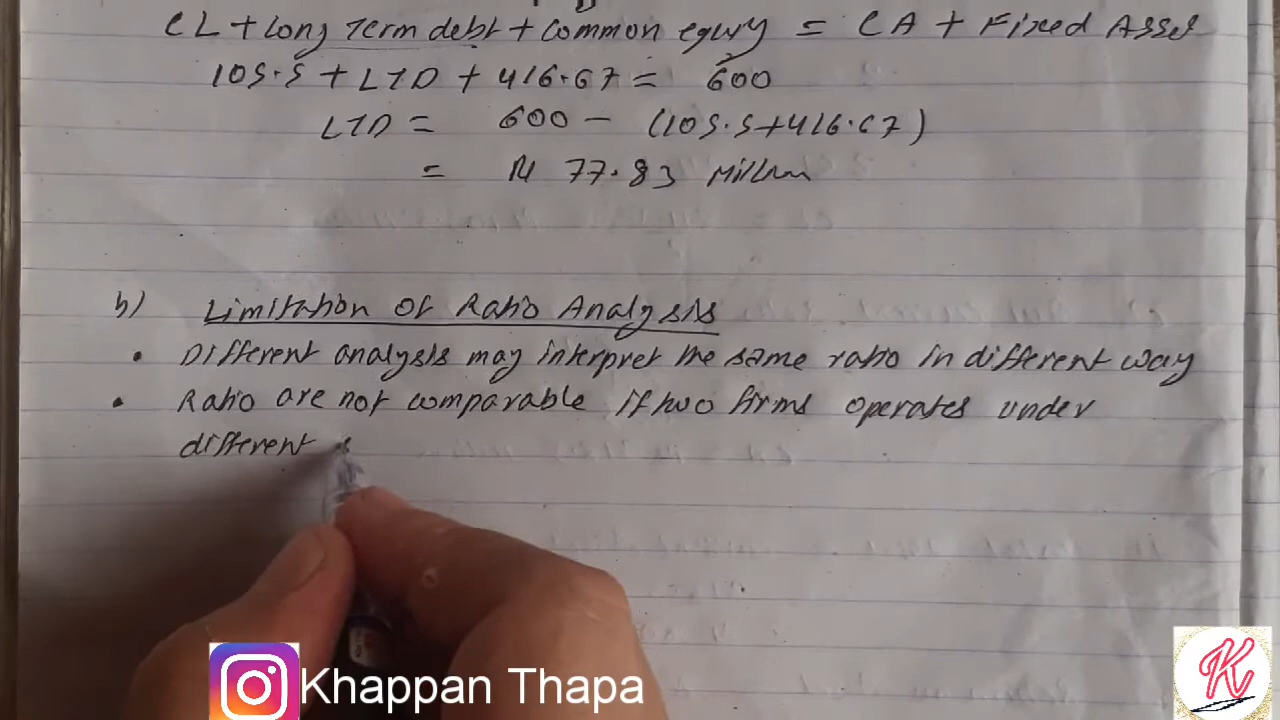 CL + Long Term debt + Common equity = CA + Fixed Asset
105.5 + LTD + 416.67 = 600
LTD = 600 - (105.5+416.67)
= Rs 77.83 Million
b) Limitation Of Ratio Analysis
• Different analysis may interpret the same ratio in different way
• Ratio are not comparable if two firms operates under
different
Khappan Thapa
K